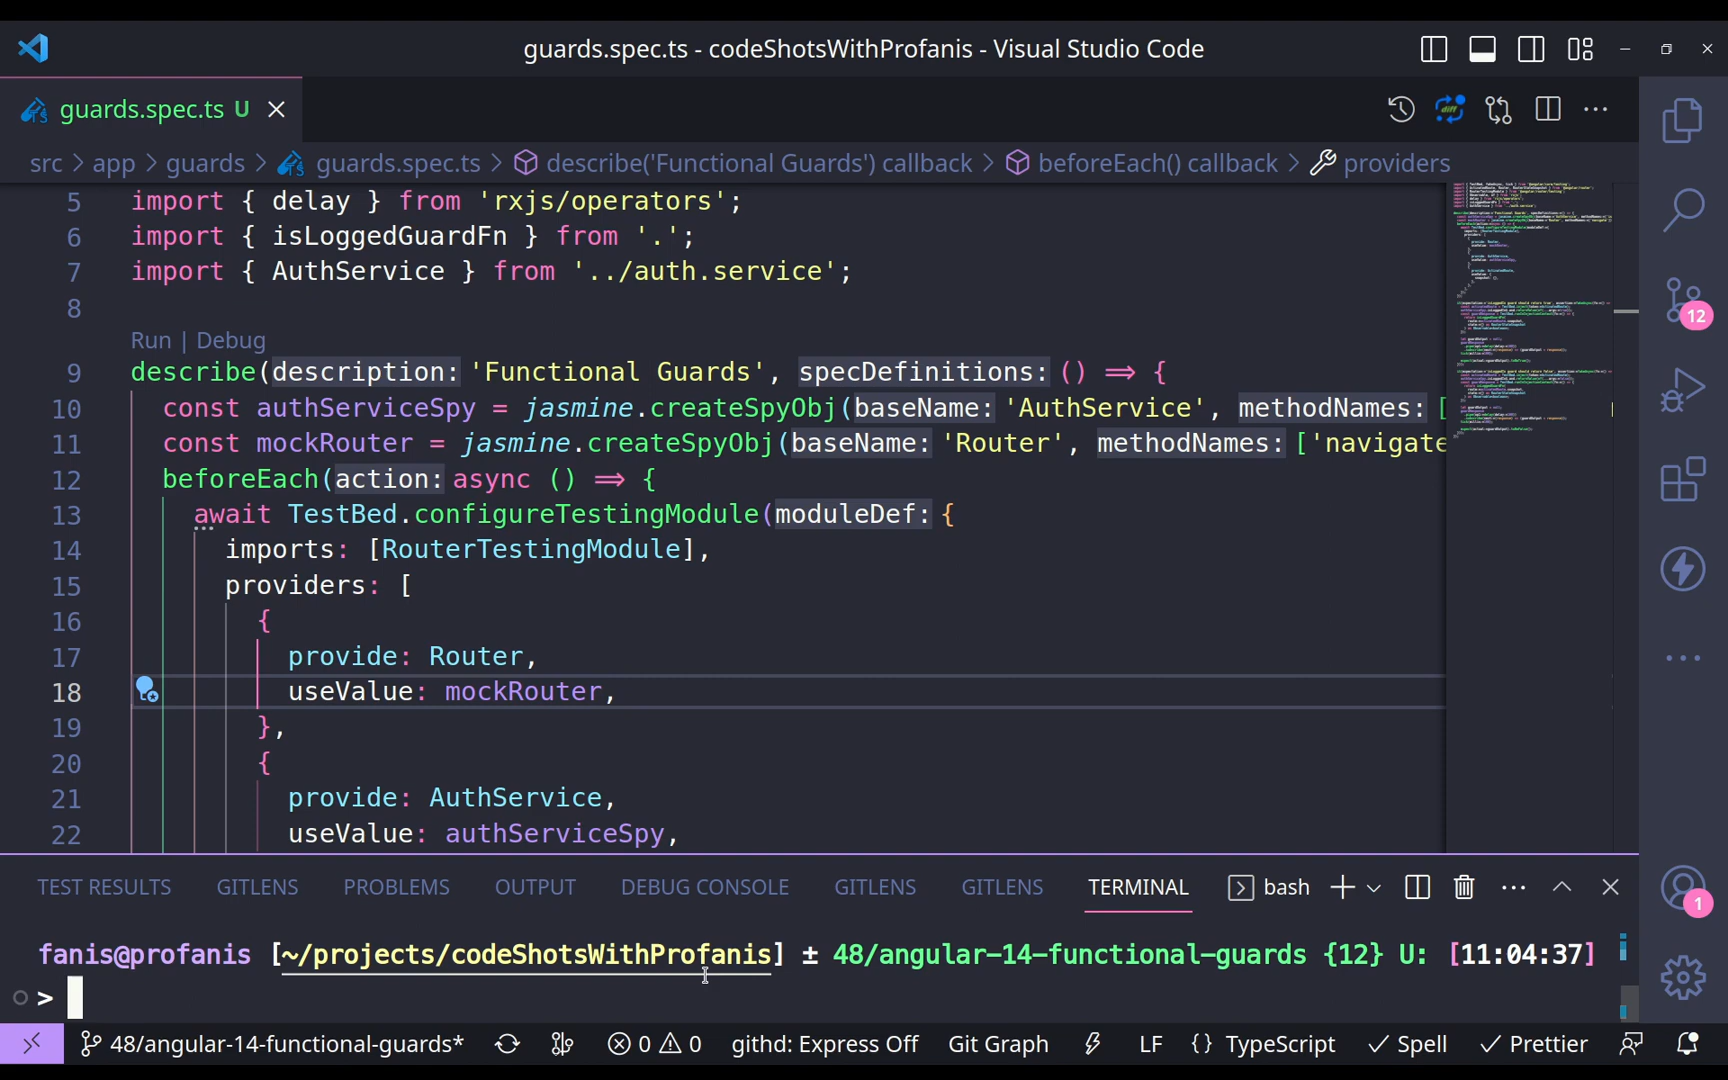 guards.spec.ts - codeShotsWithProfanis - Visual Studio Code
guards.spec.ts U
src > app > guards > guards.spec.ts > describe('Functional Guards') callback > beforeEach() callback > providers
5 import { delay } from 'rxjs/operators';
6 import { isLoggedGuardFn } from '.';
7 import { AuthService } from '../auth.service';
8
Run | Debug
9 describe(description: 'Functional Guards', specDefinitions: () => {
10 const authServiceSpy = jasmine.createSpyObj(baseName: 'AuthService', methodNames: [
11 const mockRouter = jasmine.createSpyObj(baseName: 'Router', methodNames: ['navigate
12 beforeEach(action: async () => {
13 await TestBed.configureTestingModule(moduleDef: {
14 imports: [RouterTestingModule],
15 providers: [
16 {
17 provide: Router,
18 useValue: mockRouter,
19 },
20 {
21 provide: AuthService,
22 useValue: authServiceSpy,
12
1
TEST RESULTS GITLENS PROBLEMS OUTPUT DEBUG CONSOLE GITLENS GITLENS TERMINAL bash
fanis@profanis [~/projects/codeShotsWithProfanis] ± 48/angular-14-functional-guards {12} U: [11:04:37]
>
48/angular-14-functional-guards* 0 0 githd: Express Off Git Graph LF {} TypeScript Spell Prettier